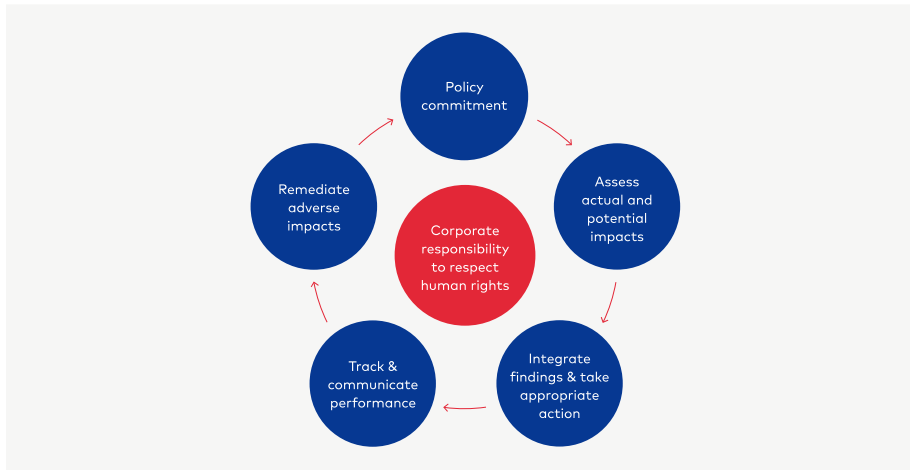 Policy
commitment
Assess
actual and
potential
impacts
Integrate
findings & take
appropriate
action
Track &
communicate
performance
Remediate
adverse
impacts
Corporate
responsibility
to respect
human rights